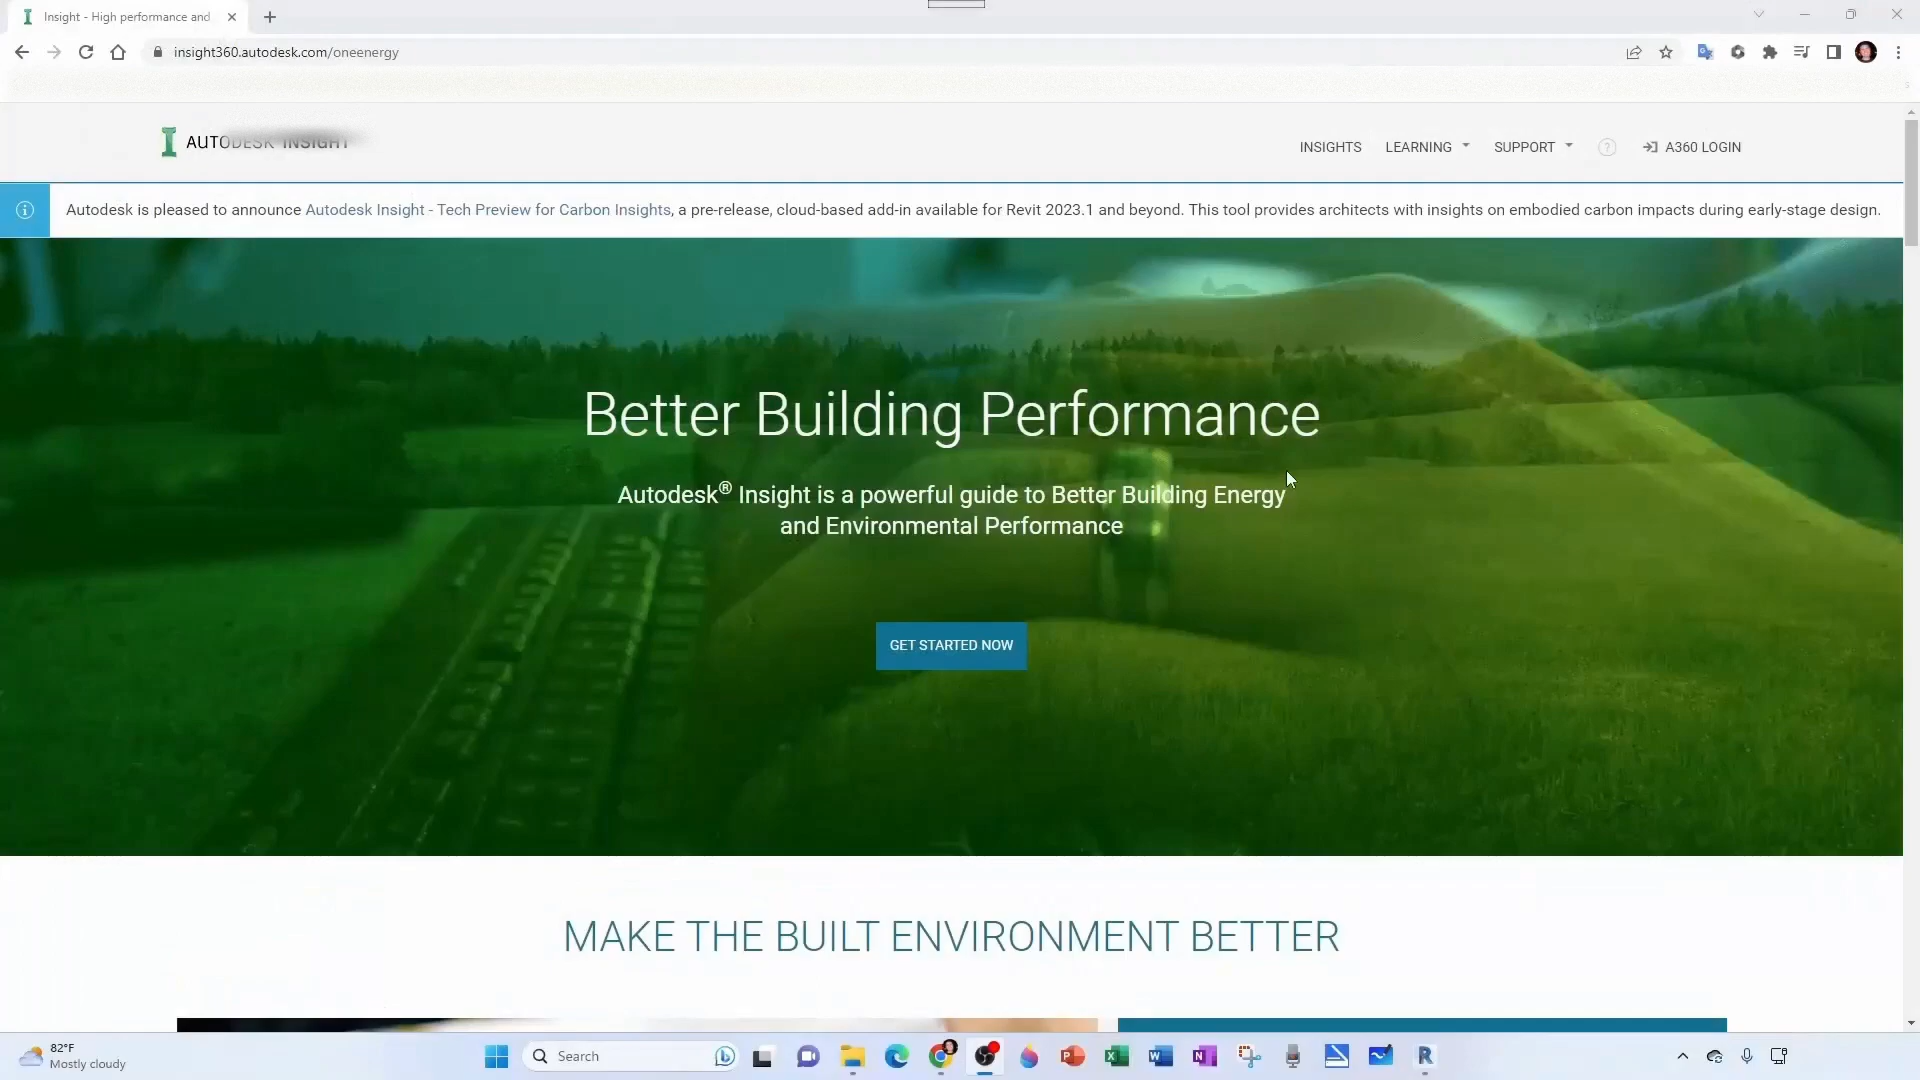 Insight - High performance and
insight360.autodesk.com/oneenergy
AUTODESK INSIGHT
INSIGHTS
LEARNING
SUPPORT
?
A360 LOGIN
Autodesk is pleased to announce Autodesk Insight - Tech Preview for Carbon Insights, a pre-release, cloud-based add-in available for Revit 2023.1 and beyond. This tool provides architects with insights on embodied carbon impacts during early-stage design.
Better Building Performance
Autodesk® Insight is a powerful guide to Better Building Energy
and Environmental Performance
GET STARTED NOW
MAKE THE BUILT ENVIRONMENT BETTER
82°F
Mostly cloudy
Search